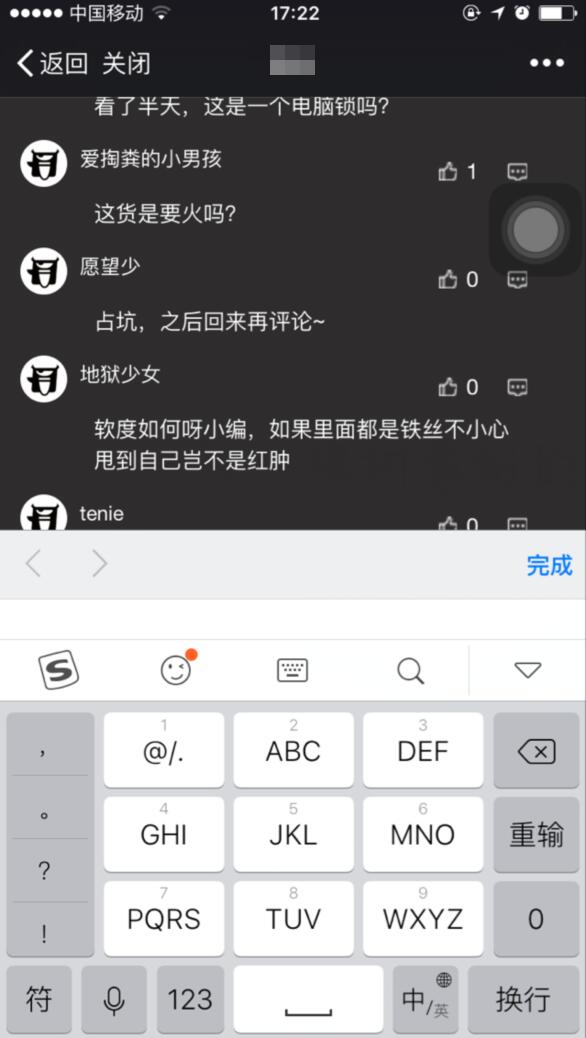 中国移动 17:22
返回 关闭
看了半天，这是一个电脑锁吗?
爱掏粪的小男孩 1
这货是要火吗?
愿望少 0
占坑，之后回来再评论~
地狱少女 0
软度如何呀小编，如果里面都是铁丝不小心
甩到自己岂不是红肿
tenie 0
完成
S
， 1 2 3
@/. ABC DEF
。 4 5 6
GHI JKL MNO 重输
? 7 8 9
PQRS TUV WXYZ 0
!
符 123 中/英 换行